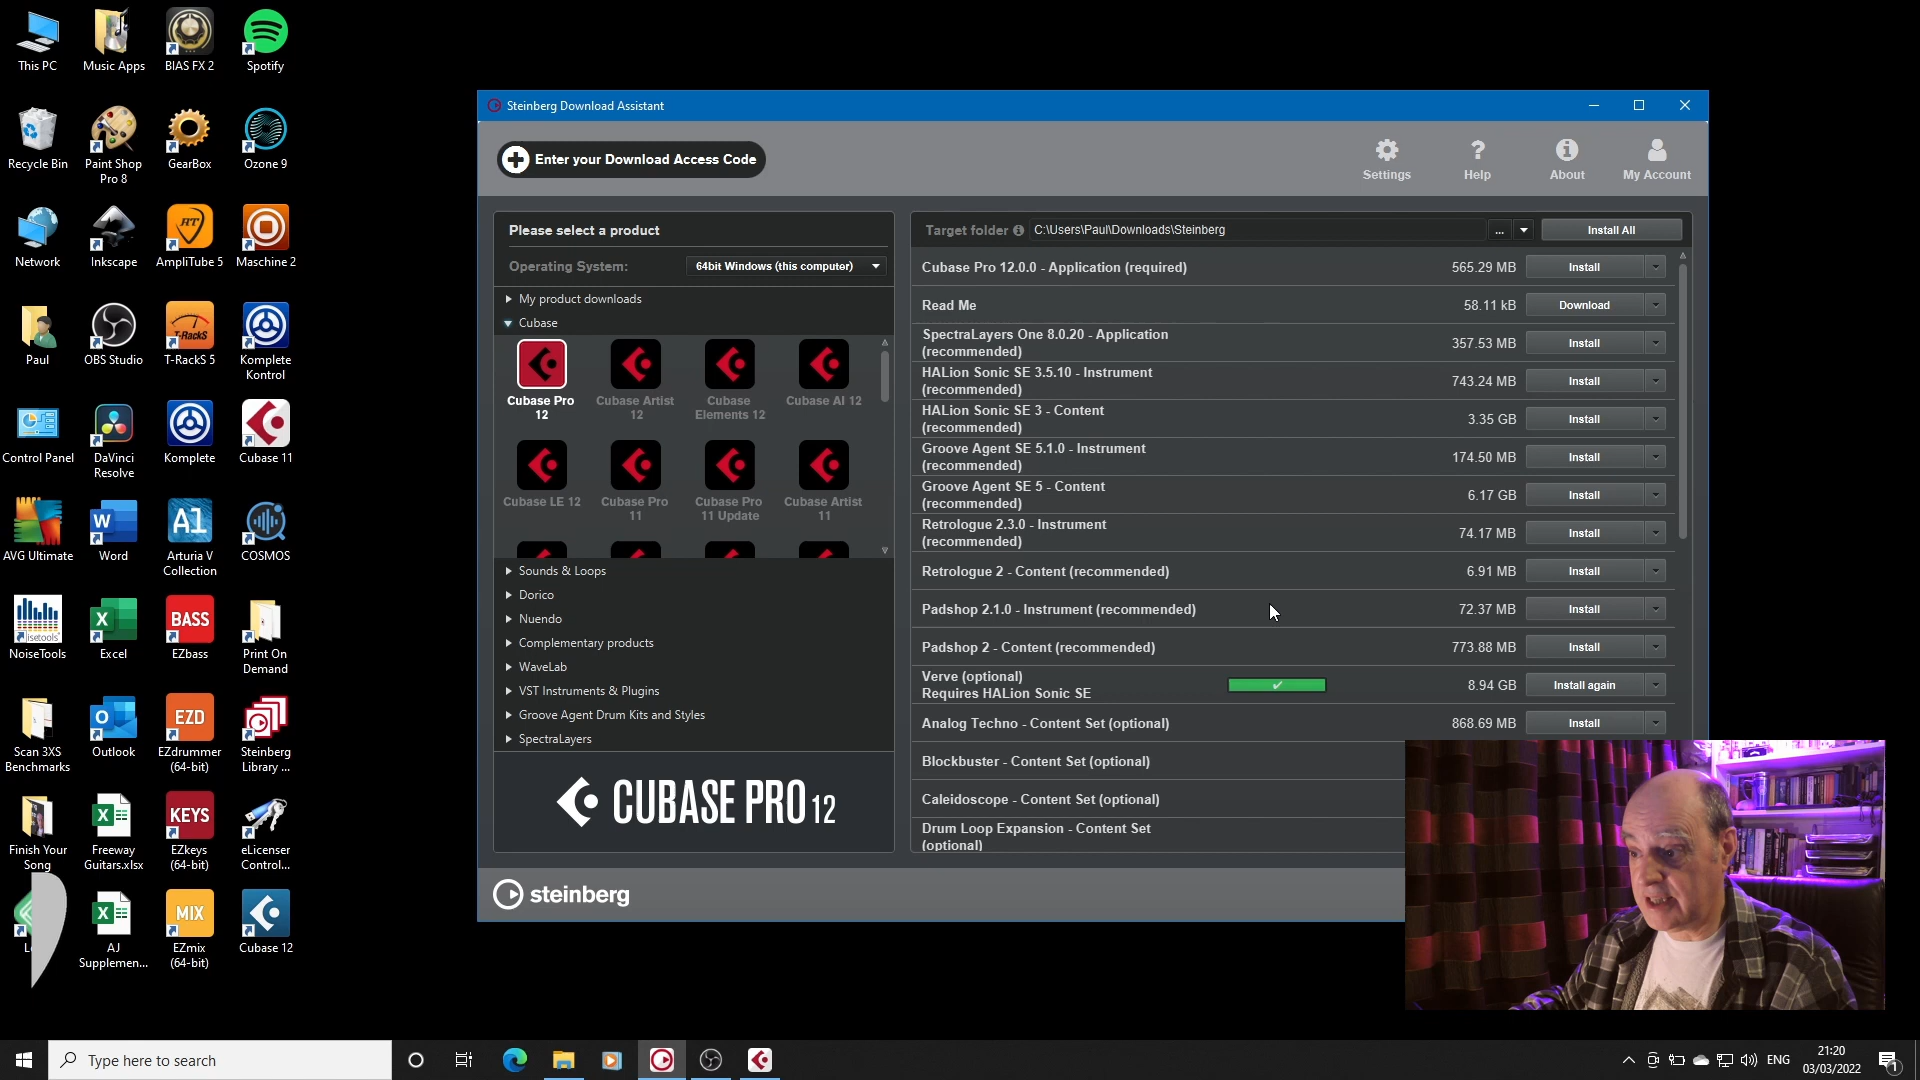 This PC
Music Apps
BIAS FX 2
Spotify
Recycle Bin
Paint Shop
Pro 8
GearBox
Ozone 9
Network
Inkscape
AmpliTube 5
Maschine 2
Paul
OBS Studio
T-RackS 5
Komplete
Kontrol
Control Panel
DaVinci
Resolve
Komplete
Cubase 11
AVG Ultimate
Word
Arturia V
Collection
COSMOS
NoiseTools
Excel
EZbass
Print On
Demand
Scan 3XS
Benchmarks
Outlook
EZdrummer
(64-bit)
Steinberg
Library ...
Finish Your
Song
Freeway
Guitars.xlsx
EZkeys
(64-bit)
eLicenser
Control...
AJ
Supplemen...
EZmix
(64-bit)
Cubase 12
RT
T-RackS
W
A1
isetools
X
BASS
O
EZD
KEYS
MIX
Steinberg Download Assistant
Enter your Download Access Code
Settings
Help
About
My Account
Please select a product
Operating System:
64bit Windows (this computer)
My product downloads
Cubase
Cubase Pro
12
Cubase Artist
12
Cubase
Elements 12
Cubase AI 12
Cubase LE 12
Cubase Pro
11
Cubase Pro
11 Update
Cubase Artist
11
Sounds & Loops
Dorico
Nuendo
Complementary products
WaveLab
VST Instruments & Plugins
Groove Agent Drum Kits and Styles
SpectraLayers
CUBASE PRO 12
steinberg
Target folder
C:\Users\Paul\Downloads\Steinberg
...
Install All
Cubase Pro 12.0.0 - Application (required)
565.29 MB
Install
Read Me
58.11 kB
Download
SpectraLayers One 8.0.20 - Application
(recommended)
357.53 MB
Install
HALion Sonic SE 3.5.10 - Instrument
(recommended)
743.24 MB
Install
HALion Sonic SE 3 - Content
(recommended)
3.35 GB
Install
Groove Agent SE 5.1.0 - Instrument
(recommended)
174.50 MB
Install
Groove Agent SE 5 - Content
(recommended)
6.17 GB
Install
Retrologue 2.3.0 - Instrument
(recommended)
74.17 MB
Install
Retrologue 2 - Content (recommended)
6.91 MB
Install
Padshop 2.1.0 - Instrument (recommended)
72.37 MB
Install
Padshop 2 - Content (recommended)
773.88 MB
Install
Verve (optional)
Requires HALion Sonic SE
8.94 GB
Install again
Analog Techno - Content Set (optional)
868.69 MB
Install
Blockbuster - Content Set (optional)
Caleidoscope - Content Set (optional)
Drum Loop Expansion - Content Set
(optional)
Type here to search
ENG
21:20
03/03/2022
1